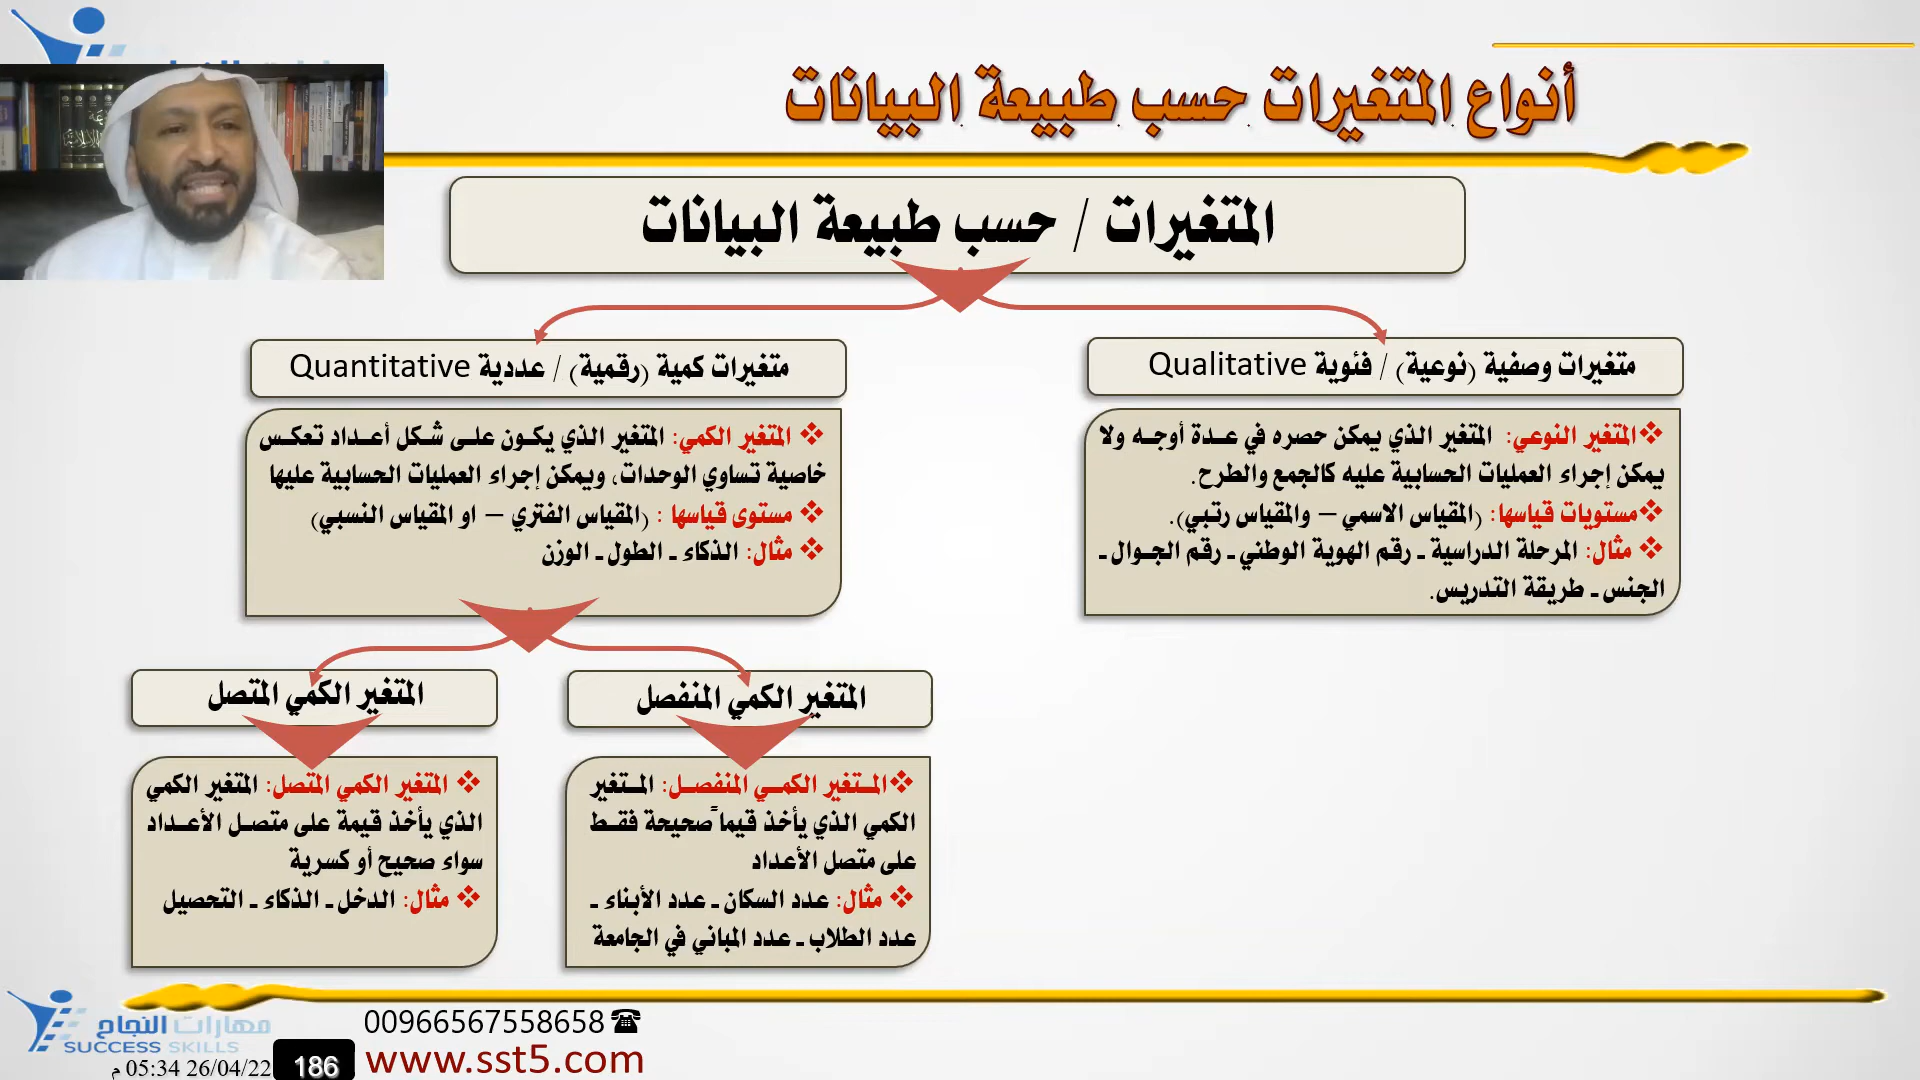 أنواع المتغيرات حسب طبيعة البيانات
المتغيرات / حسب طبيعة البيانات
متغيرات وصفية (نوعية) / فئوية Qualitative
❖المتغير النوعي: المتغير الذي يمكن حصره في عدة أوجه ولا
يمكن إجراء العمليات الحسابية عليه كالجمع والطرح.
❖مستويات قياسها: (المقياس الاسمي – والمقياس رتبي).
❖ مثال: المرحلة الدراسية ـ رقم الهوية الوطني ـ رقم الجوال ـ
الجنس ـ طريقة التدريس.
متغيرات كمية (رقمية) / عددية Quantitative
❖ المتغير الكمي: المتغير الذي يكون على شكل أعداد تعكس
خاصية تساوي الوحدات، ويمكن إجراء العمليات الحسابية عليها
❖ مستوى قياسها : (المقياس الفتري – او المقياس النسبي)
❖ مثال: الذكاء ـ الطول ـ الوزن
المتغير الكمي المنفصل
❖المتغير الكمي المنفصل: المتغير
الكمي الذي يأخذ قيماً صحيحة فقط
على متصل الأعداد
❖ مثال: عدد السكان ـ عدد الأبناء ـ
عدد الطلاب ـ عدد المباني في الجامعة
المتغير الكمي المتصل
❖ المتغير الكمي المتصل: المتغير الكمي
الذي يأخذ قيمة على متصل الأعداد
سواء صحيح أو كسرية
❖ مثال: الدخل ـ الذكاء ـ التحصيل
مهارات النجاح
SUCCESS SKILLS
00966567558658
www.sst5.com
186
26/04/22 05:34 م